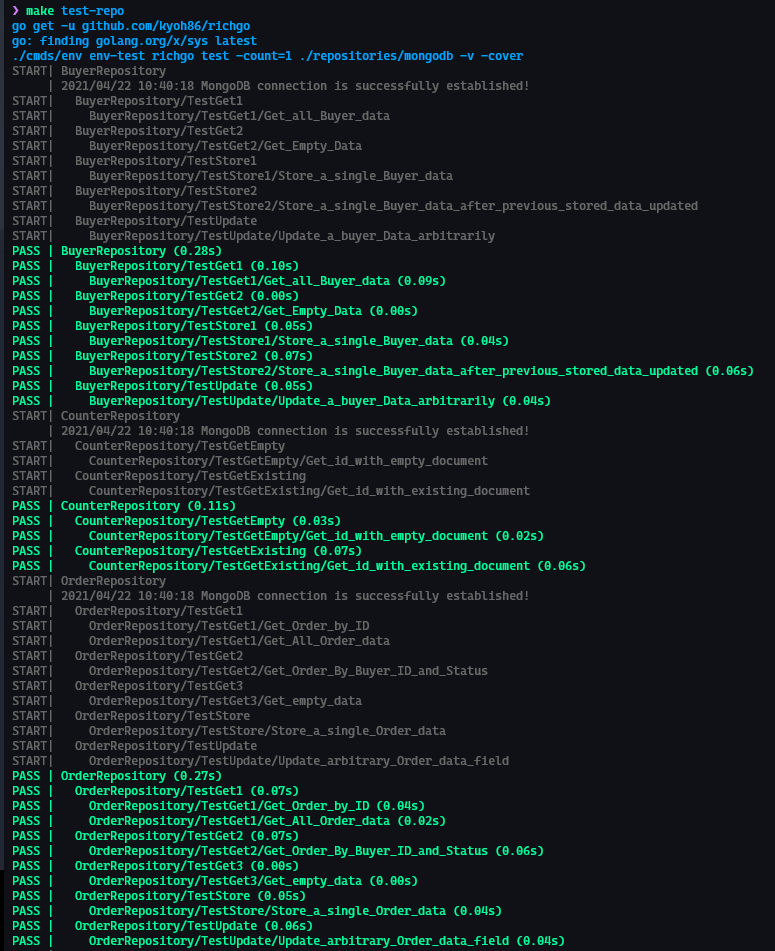 ❯ make test-repo
go get -u github.com/kyoh86/richgo
go: finding golang.org/x/sys latest
./cmds/env env-test richgo test -count=1 ./repositories/mongodb -v -cover
START| BuyerRepository
     | 2021/04/22 10:40:18 MongoDB connection is successfully established!
START|   BuyerRepository/TestGet1
START|     BuyerRepository/TestGet1/Get_all_Buyer_data
START|   BuyerRepository/TestGet2
START|     BuyerRepository/TestGet2/Get_Empty_Data
START|   BuyerRepository/TestStore1
START|     BuyerRepository/TestStore1/Store_a_single_Buyer_data
START|   BuyerRepository/TestStore2
START|     BuyerRepository/TestStore2/Store_a_single_Buyer_data_after_previous_stored_data_updated
START|   BuyerRepository/TestUpdate
START|     BuyerRepository/TestUpdate/Update_a_buyer_Data_arbitrarily
PASS | BuyerRepository (0.28s)
PASS |   BuyerRepository/TestGet1 (0.10s)
PASS |     BuyerRepository/TestGet1/Get_all_Buyer_data (0.09s)
PASS |   BuyerRepository/TestGet2 (0.00s)
PASS |     BuyerRepository/TestGet2/Get_Empty_Data (0.00s)
PASS |   BuyerRepository/TestStore1 (0.05s)
PASS |     BuyerRepository/TestStore1/Store_a_single_Buyer_data (0.04s)
PASS |   BuyerRepository/TestStore2 (0.07s)
PASS |     BuyerRepository/TestStore2/Store_a_single_Buyer_data_after_previous_stored_data_updated (0.06s)
PASS |   BuyerRepository/TestUpdate (0.05s)
PASS |     BuyerRepository/TestUpdate/Update_a_buyer_Data_arbitrarily (0.04s)
START| CounterRepository
     | 2021/04/22 10:40:18 MongoDB connection is successfully established!
START|   CounterRepository/TestGetEmpty
START|     CounterRepository/TestGetEmpty/Get_id_with_empty_document
START|   CounterRepository/TestGetExisting
START|     CounterRepository/TestGetExisting/Get_id_with_existing_document
PASS | CounterRepository (0.11s)
PASS |   CounterRepository/TestGetEmpty (0.03s)
PASS |     CounterRepository/TestGetEmpty/Get_id_with_empty_document (0.02s)
PASS |   CounterRepository/TestGetExisting (0.07s)
PASS |     CounterRepository/TestGetExisting/Get_id_with_existing_document (0.06s)
START| OrderRepository
     | 2021/04/22 10:40:18 MongoDB connection is successfully established!
START|   OrderRepository/TestGet1
START|     OrderRepository/TestGet1/Get_Order_by_ID
START|     OrderRepository/TestGet1/Get_All_Order_data
START|   OrderRepository/TestGet2
START|     OrderRepository/TestGet2/Get_Order_By_Buyer_ID_and_Status
START|   OrderRepository/TestGet3
START|     OrderRepository/TestGet3/Get_empty_data
START|   OrderRepository/TestStore
START|     OrderRepository/TestStore/Store_a_single_Order_data
START|   OrderRepository/TestUpdate
START|     OrderRepository/TestUpdate/Update_arbitrary_Order_data_field
PASS | OrderRepository (0.27s)
PASS |   OrderRepository/TestGet1 (0.07s)
PASS |     OrderRepository/TestGet1/Get_Order_by_ID (0.04s)
PASS |     OrderRepository/TestGet1/Get_All_Order_data (0.02s)
PASS |   OrderRepository/TestGet2 (0.07s)
PASS |     OrderRepository/TestGet2/Get_Order_By_Buyer_ID_and_Status (0.06s)
PASS |   OrderRepository/TestGet3 (0.00s)
PASS |     OrderRepository/TestGet3/Get_empty_data (0.00s)
PASS |   OrderRepository/TestStore (0.05s)
PASS |     OrderRepository/TestStore/Store_a_single_Order_data (0.04s)
PASS |   OrderRepository/TestUpdate (0.06s)
PASS |     OrderRepository/TestUpdate/Update_arbitrary_Order_data_field (0.04s)